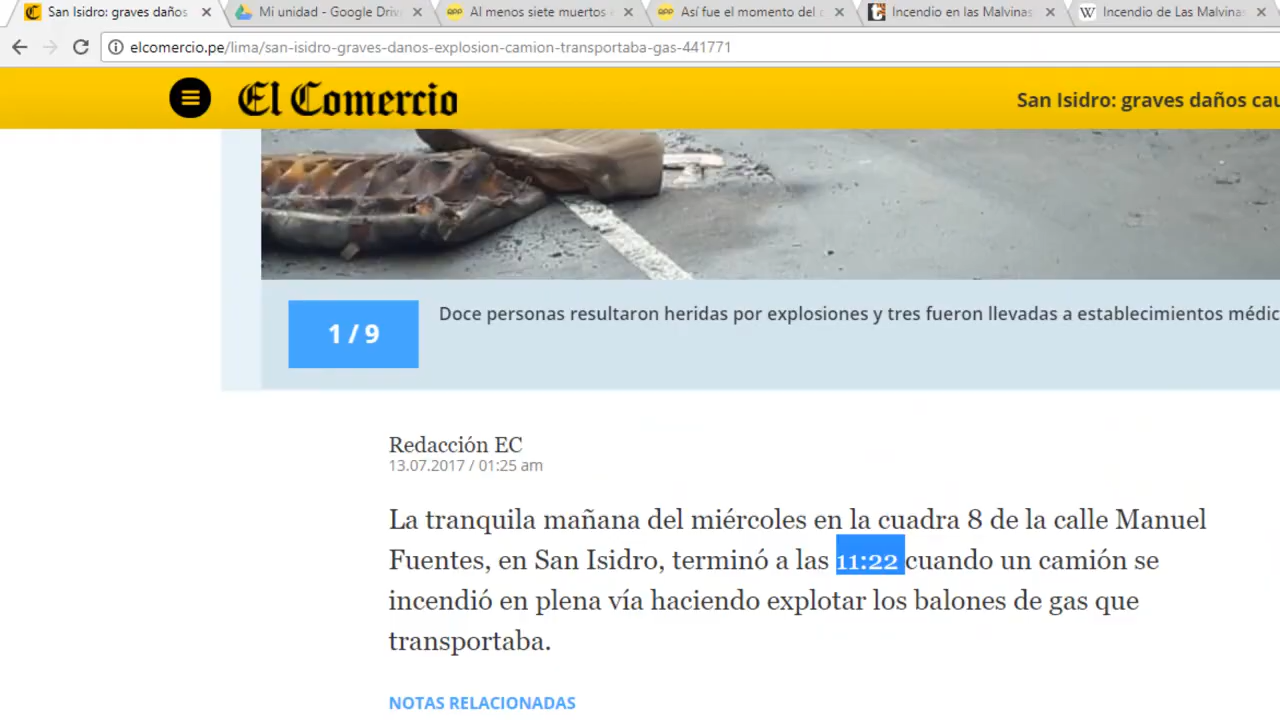 San Isidro: graves daños
Mi unidad - Google Driv
Al menos siete muertos
Así fue el momento del
Incendio en las Malvinas
W Incendio de Las Malvinas
elcomercio.pe/lima/san-isidro-graves-danos-explosion-camion-transportaba-gas-441771
El Comercio
San Isidro: graves daños cau
1 / 9
Doce personas resultaron heridas por explosiones y tres fueron llevadas a establecimientos médic
Redacción EC
13.07.2017 / 01:25 am
La tranquila mañana del miércoles en la cuadra 8 de la calle Manuel
Fuentes, en San Isidro, terminó a las 11:22 cuando un camión se
incendió en plena vía haciendo explotar los balones de gas que
transportaba.
NOTAS RELACIONADAS